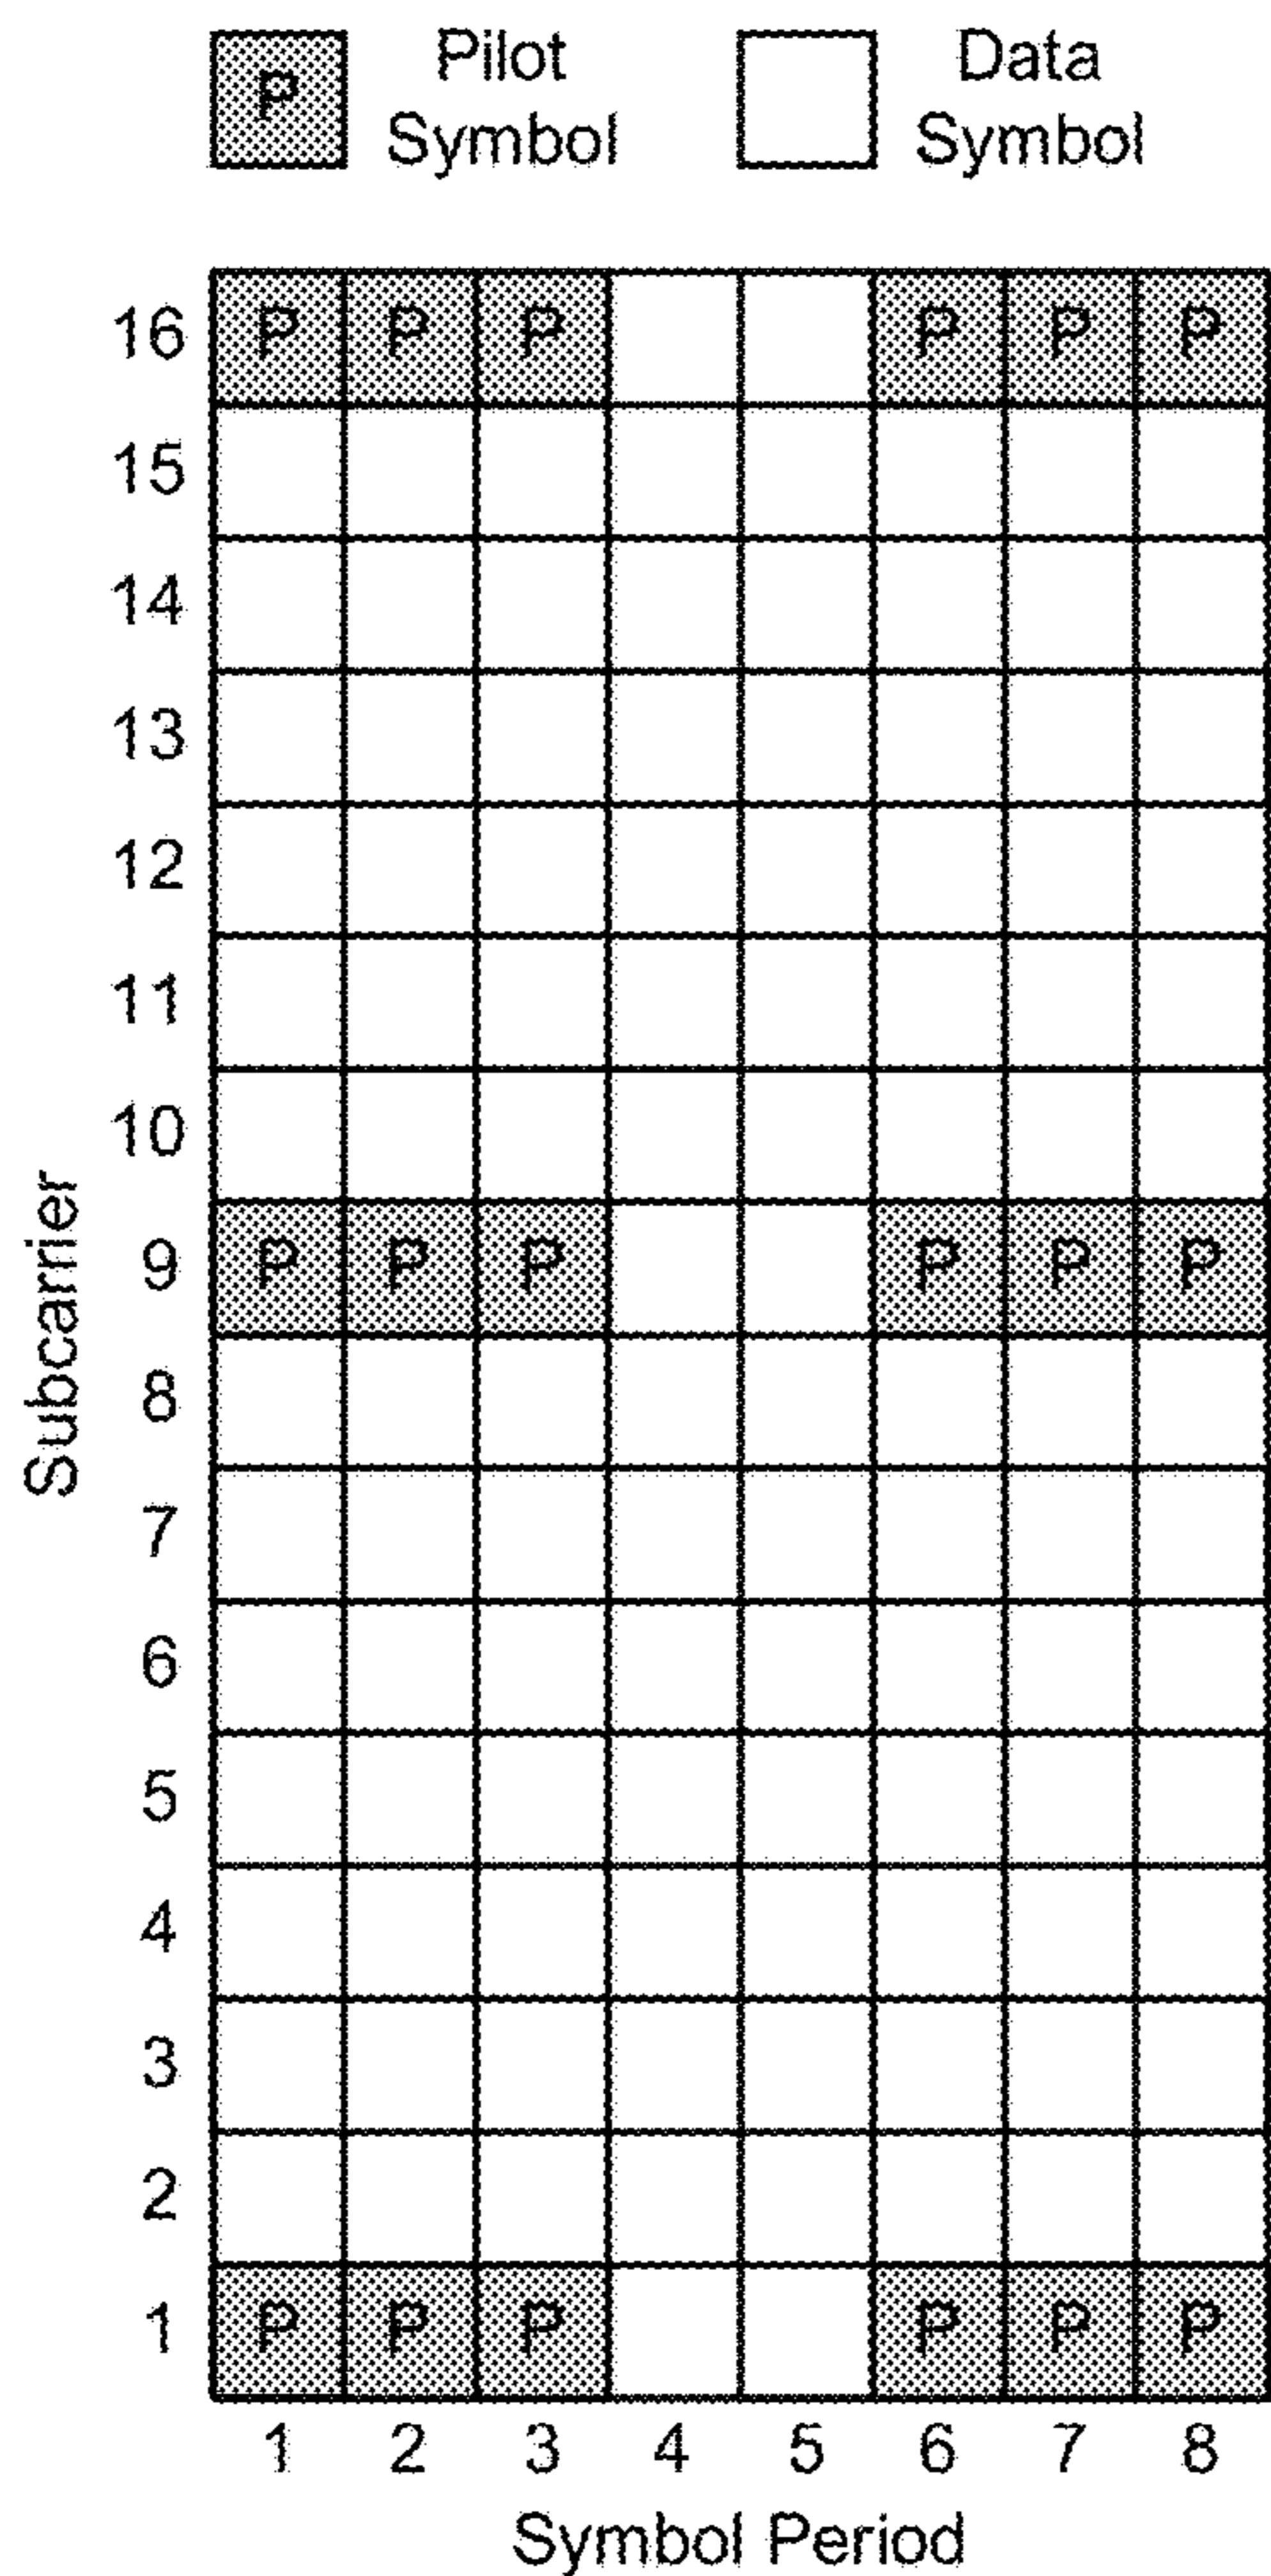 P Pilot Symbol Data Symbol
16 P P P P P P
15
14
13
12
11
10
9 P P P P P P
8
7
6
5
4
3
2
1 P P P P P P
Subcarrier
1 2 3 4 5 6 7 8
Symbol Period